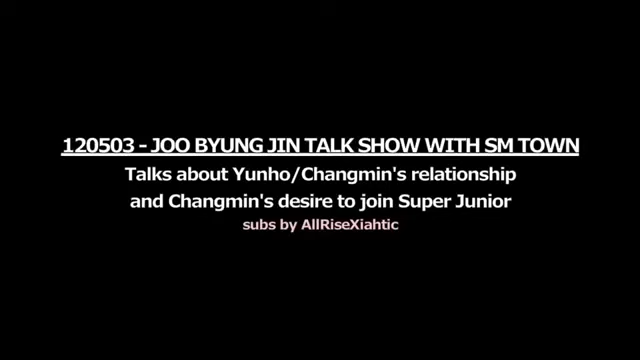 120503 - JOO BYUNG JIN TALK SHOW WITH SM TOWN
Talks about Yunho/Changmin's relationship
and Changmin's desire to join Super Junior
subs by AllRiseXiahtic